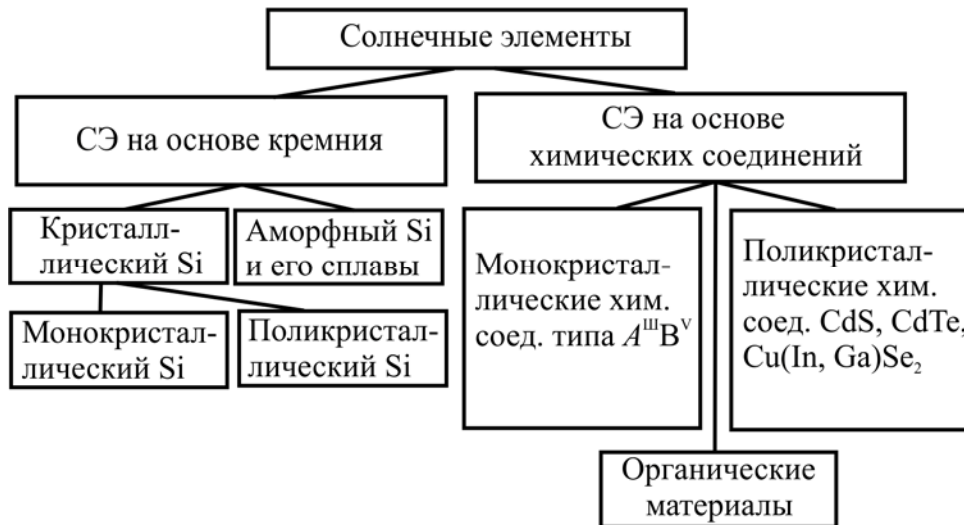 Солнечные элементы
СЭ на основе кремния
СЭ на основе
химических соединений
Кристалл-
лический Si
Аморфный Si
и его сплавы
Монокристал-
лический Si
Поликристал-
лический Si
Монокристал-
лические хим.
соед. типа AᴵᴵᴵBⱽ
Поликристал-
лические хим.
соед. CdS, CdTe,
Cu(In, Ga)Se₂
Органические
материалы